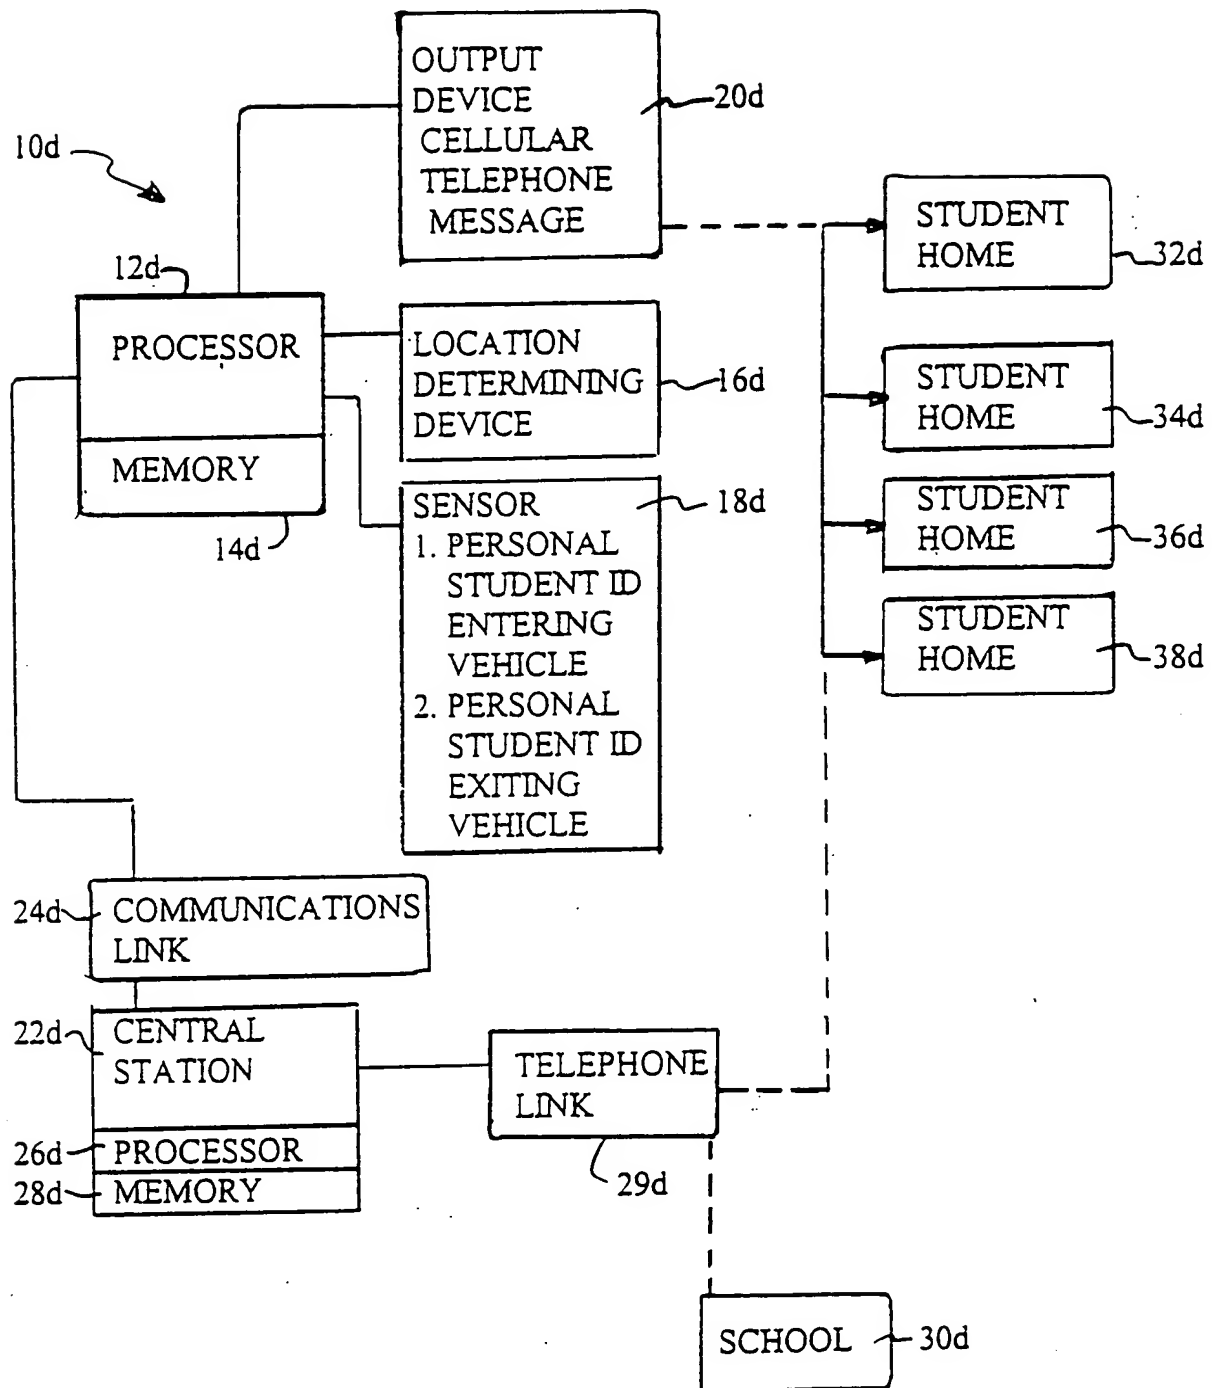 OUTPUT
DEVICE
CELLULAR
TELEPHONE
MESSAGE
20d
10d
STUDENT
HOME
32d
12d
PROCESSOR
MEMORY
14d
LOCATION
DETERMINING
DEVICE
16d
STUDENT
HOME
34d
SENSOR
1. PERSONAL
STUDENT ID
ENTERING
VEHICLE
2. PERSONAL
STUDENT ID
EXITING
VEHICLE
18d
STUDENT
HOME
36d
STUDENT
HOME
38d
24d
COMMUNICATIONS
LINK
22d
CENTRAL
STATION
26d
PROCESSOR
28d
MEMORY
TELEPHONE
LINK
29d
SCHOOL
30d